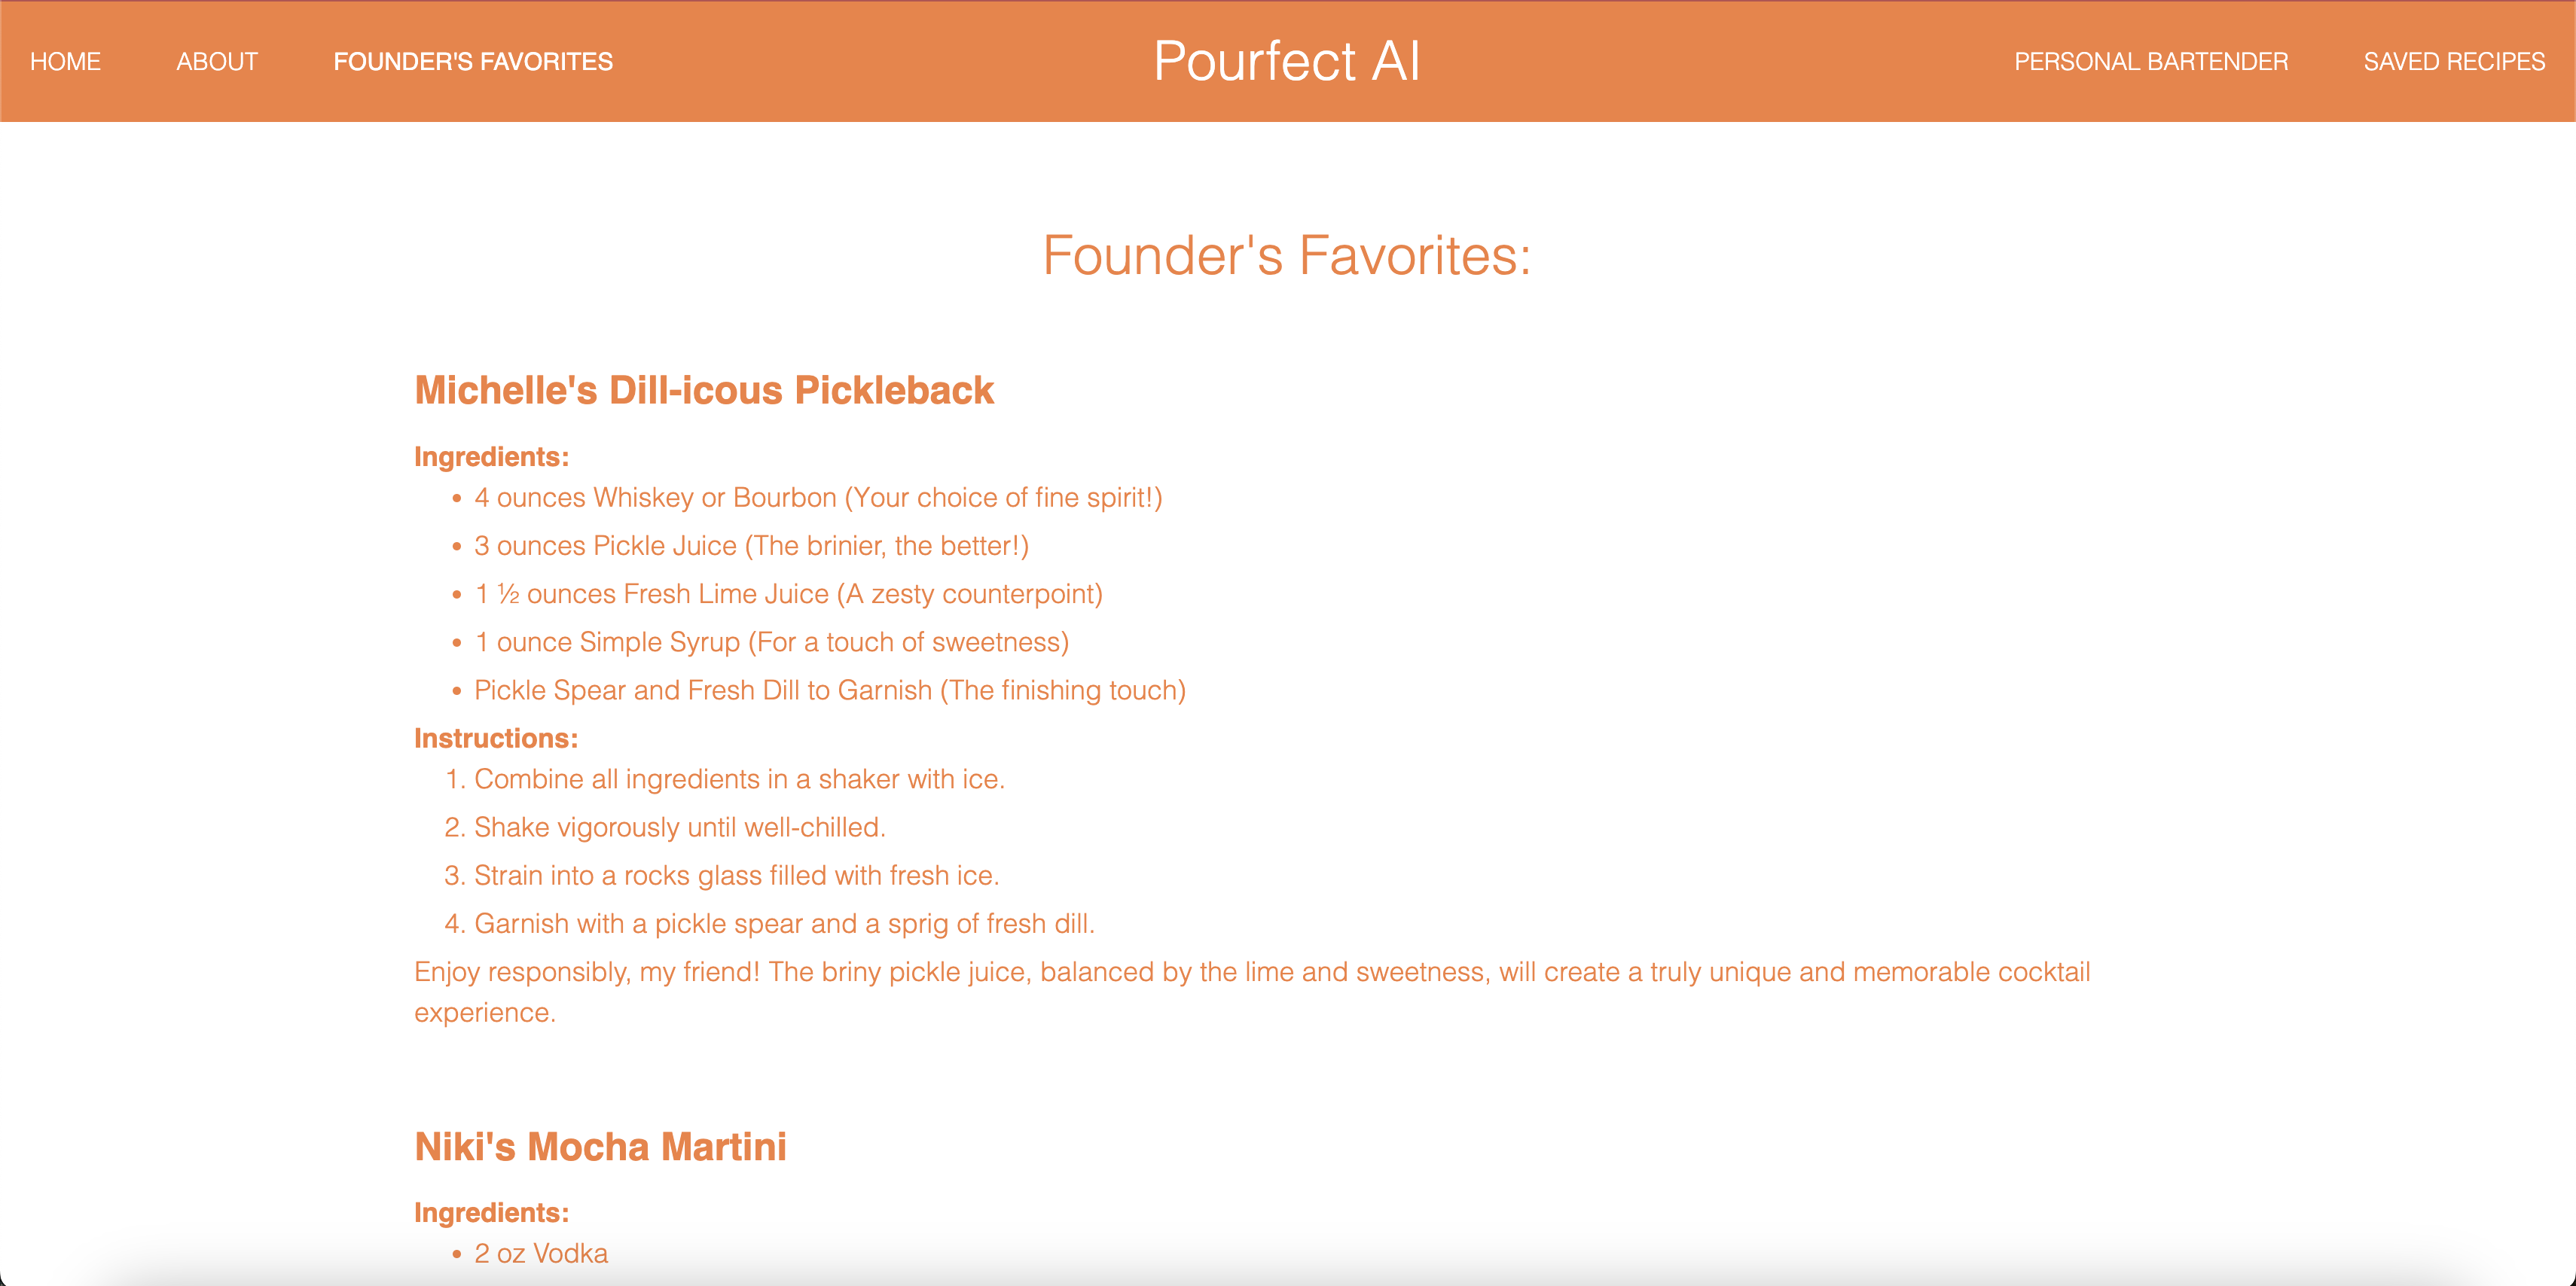 HOME ABOUT FOUNDER'S FAVORITES Pourfect AI PERSONAL BARTENDER SAVED RECIPES
Founder's Favorites:
Michelle's Dill-icous Pickleback
Ingredients:
• 4 ounces Whiskey or Bourbon (Your choice of fine spirit!)
• 3 ounces Pickle Juice (The brinier, the better!)
• 1 ½ ounces Fresh Lime Juice (A zesty counterpoint)
• 1 ounce Simple Syrup (For a touch of sweetness)
• Pickle Spear and Fresh Dill to Garnish (The finishing touch)
Instructions:
1. Combine all ingredients in a shaker with ice.
2. Shake vigorously until well-chilled.
3. Strain into a rocks glass filled with fresh ice.
4. Garnish with a pickle spear and a sprig of fresh dill.
Enjoy responsibly, my friend! The briny pickle juice, balanced by the lime and sweetness, will create a truly unique and memorable cocktail
experience.
Niki's Mocha Martini
Ingredients:
• 2 oz Vodka